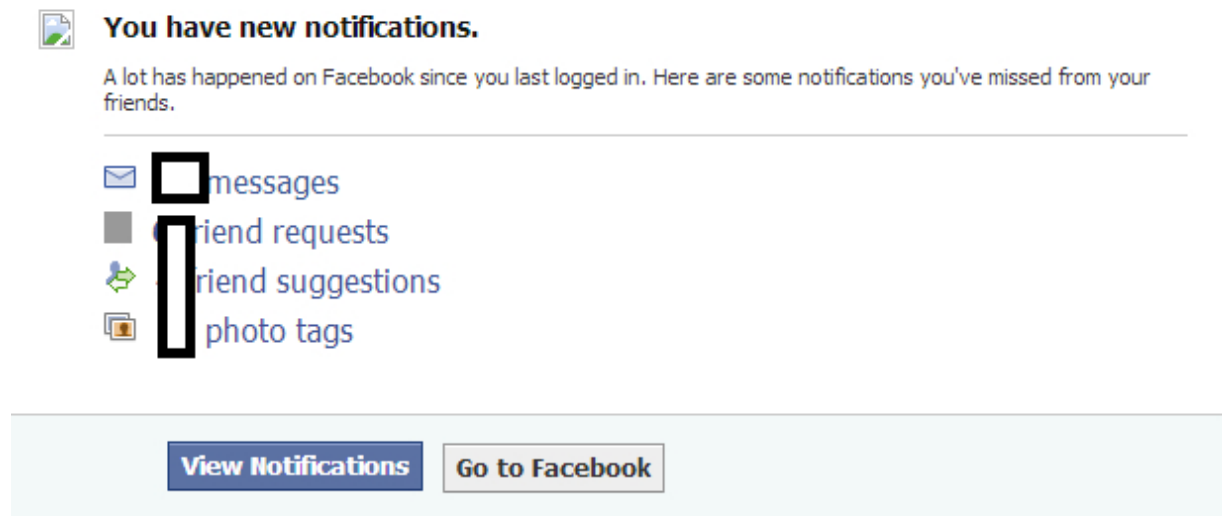 You have new notifications.
A lot has happened on Facebook since you last logged in. Here are some notifications you've missed from your
friends.
messages
riend requests
friend suggestions
photo tags
View Notifications
Go to Facebook